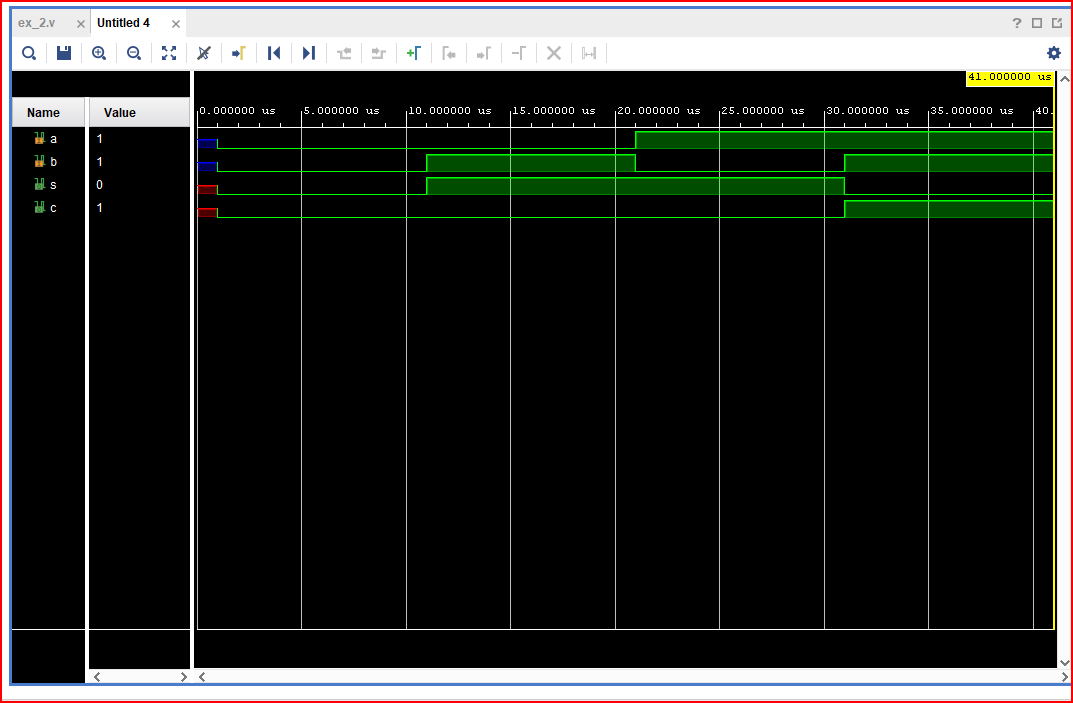 ex_2.v Untitled 4 ?
41.000000 us
Name Value
0.000000 us 5.000000 us 10.000000 us 15.000000 us 20.000000 us 25.000000 us 30.000000 us 35.000000 us 40.
a 1
b 1
s 0
c 1